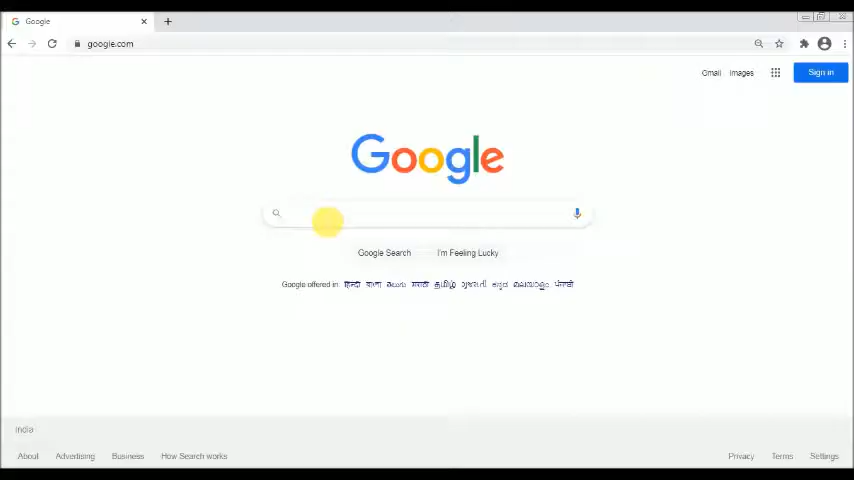 Google
google.com
Gmail Images Sign in
Google
Google Search I'm Feeling Lucky
Google offered in: हिन्दी বাংলা తెలుగు मराठी தமிழ் ગુજરાતી ಕನ್ನಡ മലയാളം ਪੰਜਾਬੀ
India
About Advertising Business How Search works Privacy Terms Settings